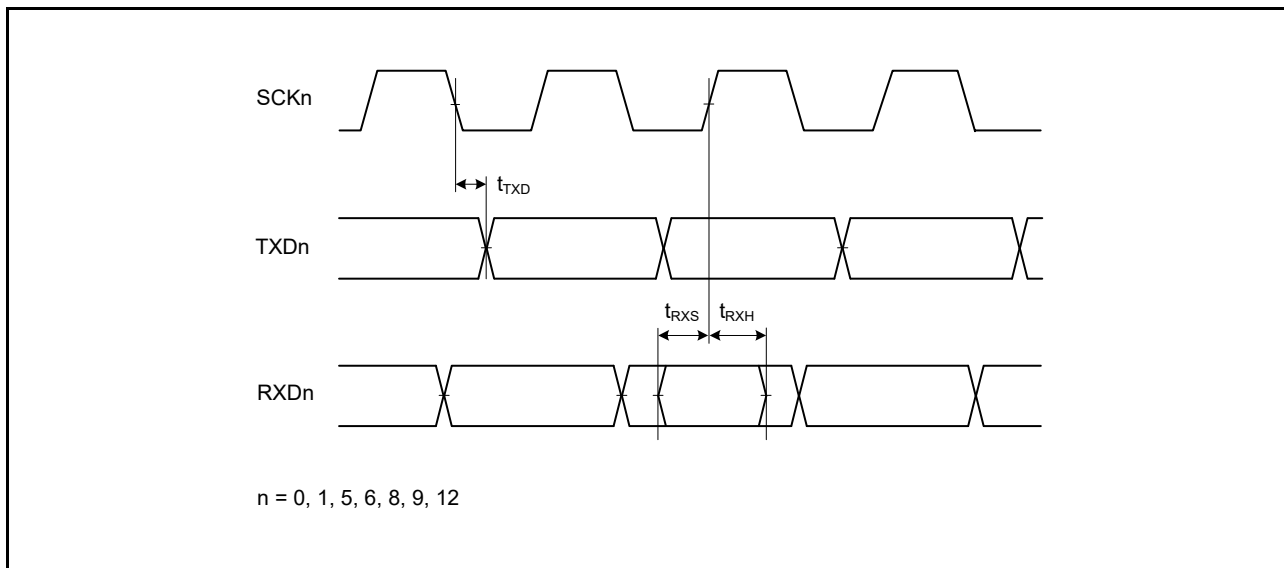 SCKn
tTXD
TXDn
tRXS tRXH
RXDn
n = 0, 1, 5, 6, 8, 9, 12